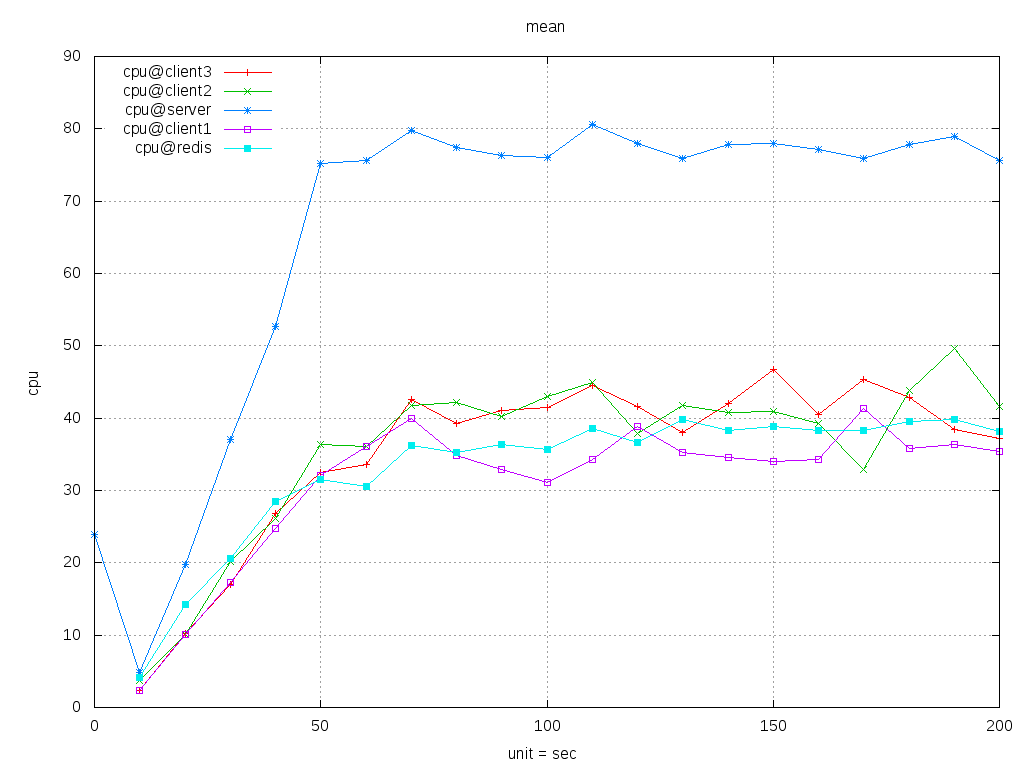 mean
cpu@client3
cpu@client2
cpu@server
cpu@client1
cpu@redis
90
80
70
60
50
40
30
20
10
0
cpu
0 50 100 150 200
unit = sec